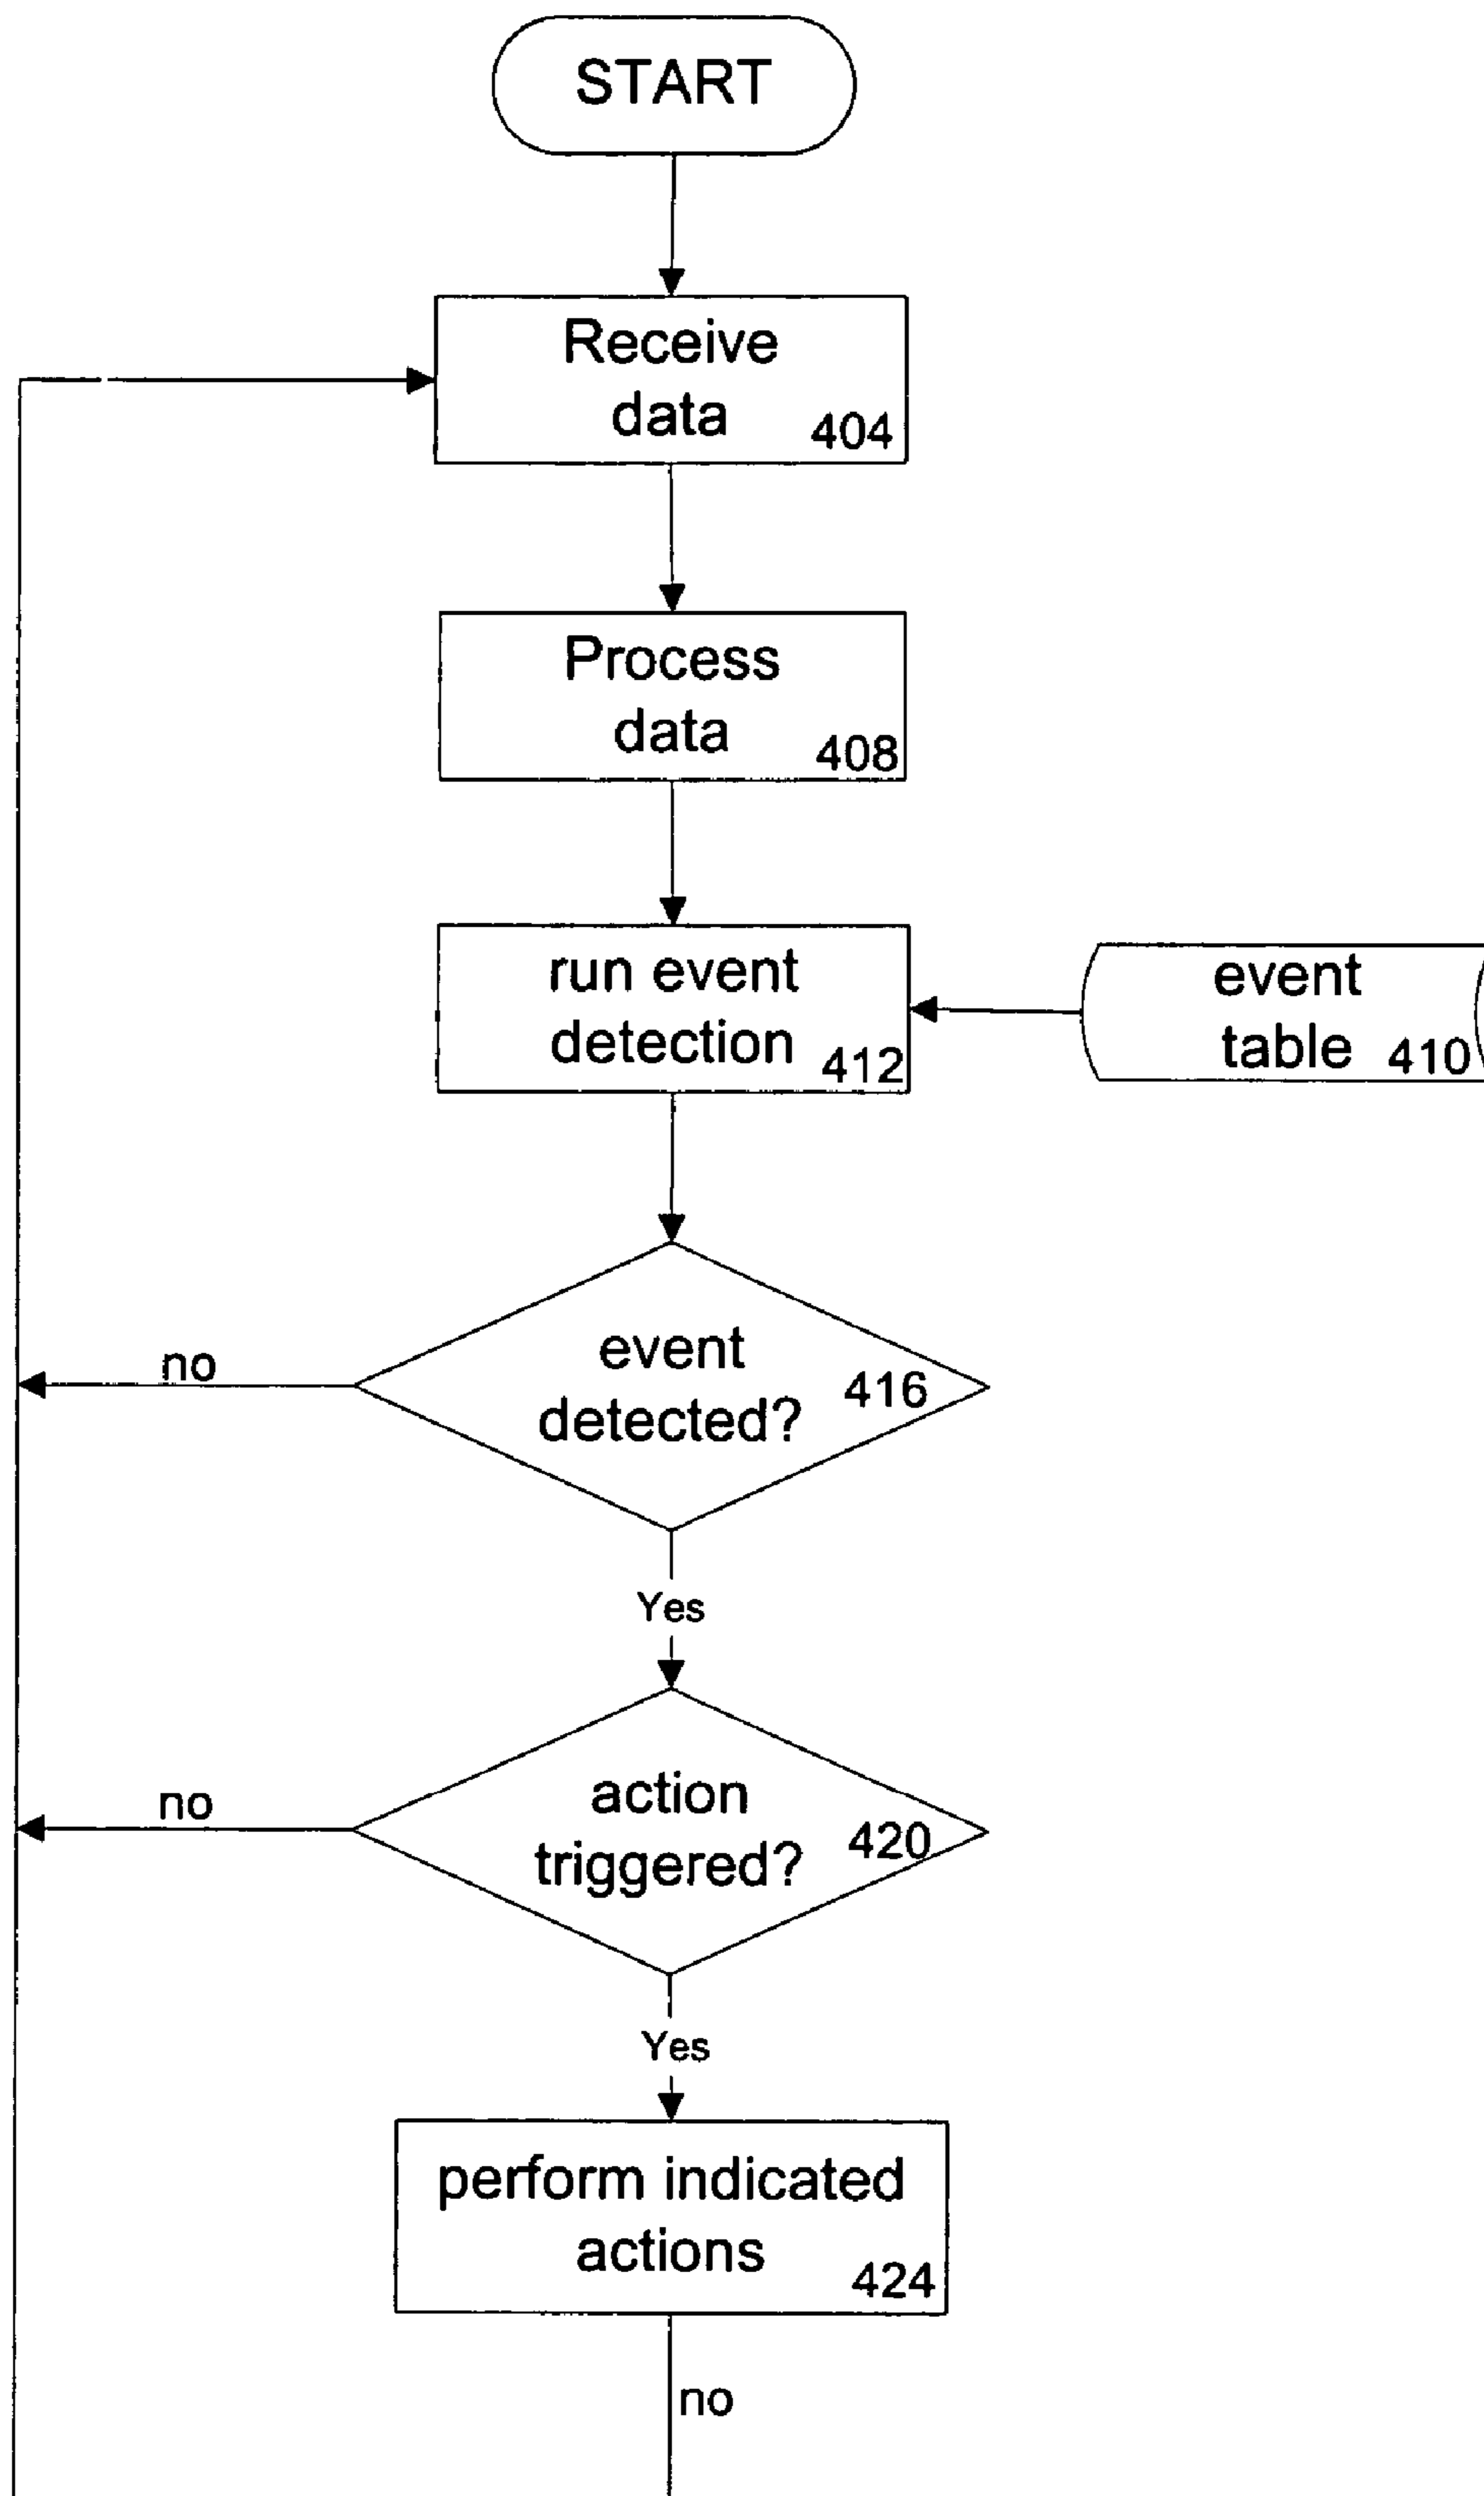 START
Receive
data
404
Process
data
408
run event
detection
412
event
table
410
event
detected?
416
no
Yes
action
triggered?
420
no
Yes
perform indicated
actions
424
no